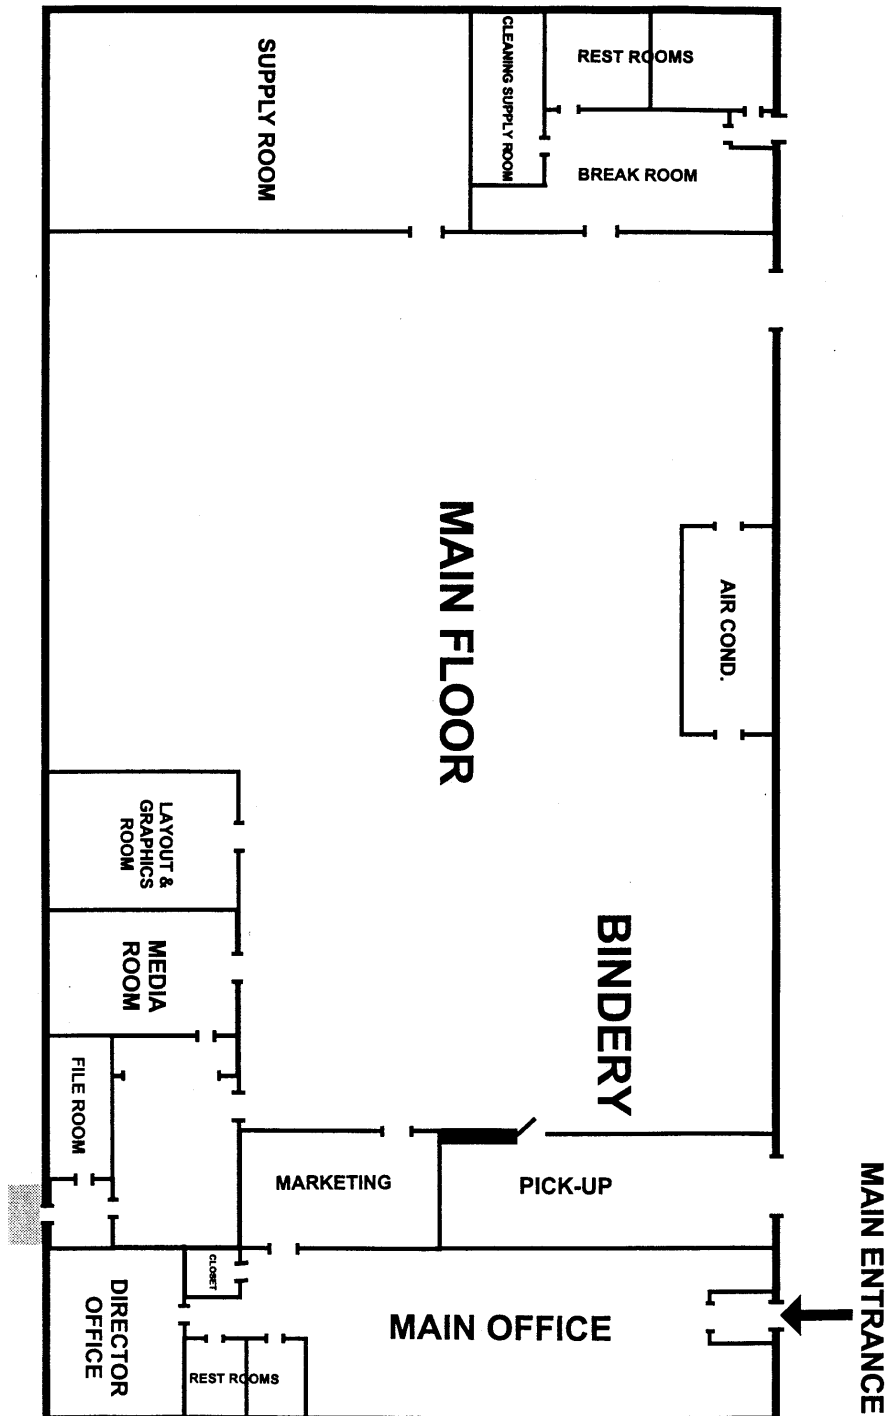 SUPPLY ROOM
CLEANING SUPPLY ROOM
REST ROOMS
BREAK ROOM
MAIN FLOOR
AIR COND.
LAYOUT &
GRAPHICS
ROOM
BINDERY
MEDIA
ROOM
FILE ROOM
MARKETING
PICK-UP
MAIN ENTRANCE
CLOSET
DIRECTOR
OFFICE
MAIN OFFICE
REST ROOMS